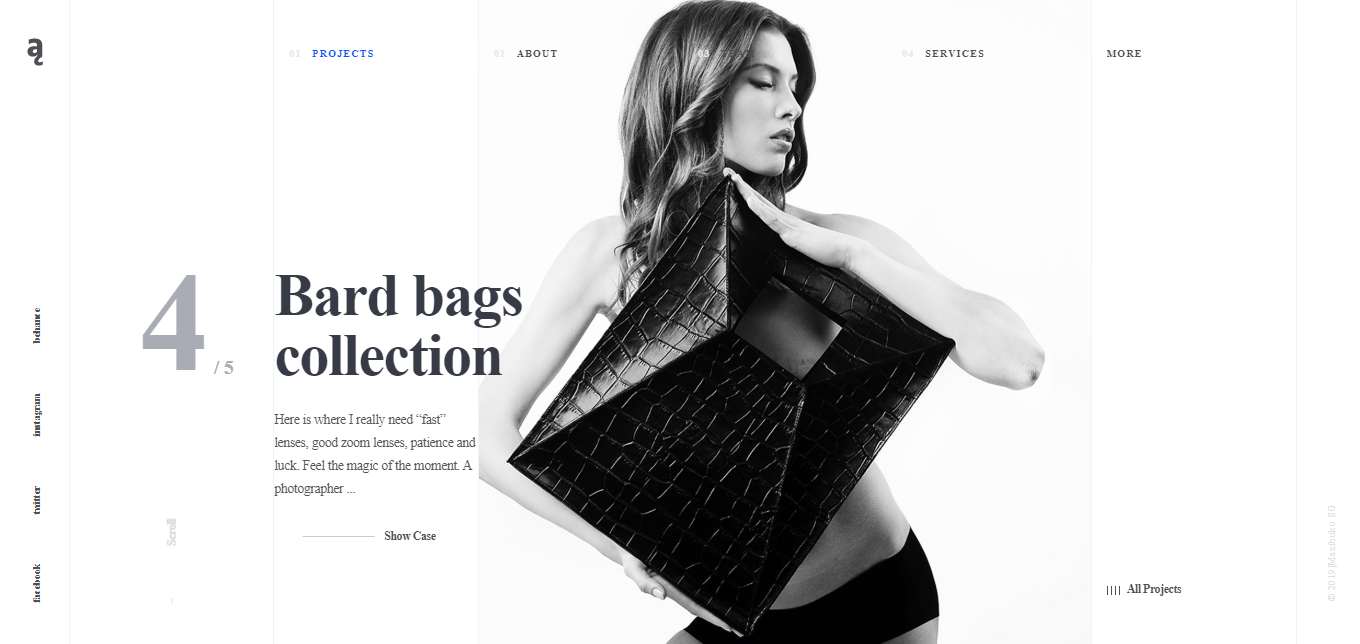 ą
01 PROJECTS
02 ABOUT
03
04 SERVICES
MORE
4 / 5
Bard bags
collection
Here is where I really need “fast”
lenses, good zoom lenses, patience and
luck. Feel the magic of the moment. A
photographer ...
Show Case
behance
instagram
twitter
facebook
Scroll
All Projects
© 2019 |Mazibuko SG